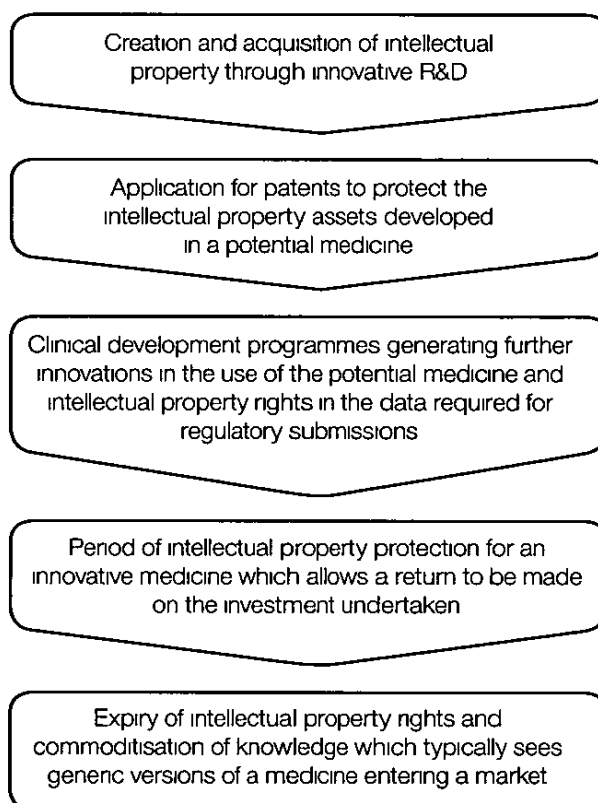 Creation and acquisition of intellectual
property through innovative R&D
Application for patents to protect the
intellectual property assets developed
in a potential medicine
Clinical development programmes generating further
innovations in the use of the potential medicine and
intellectual property rights in the data required for
regulatory submissions
Period of intellectual property protection for an
innovative medicine which allows a return to be made
on the investment undertaken
Expiry of intellectual property rights and
commoditisation of knowledge which typically sees
generic versions of a medicine entering a market